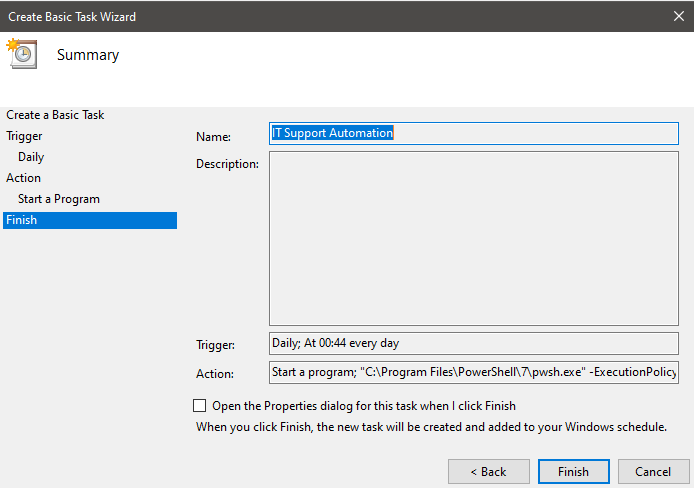 Create Basic Task Wizard
Summary
Create a Basic Task
Trigger
Daily
Action
Start a Program
Finish
Name: IT Support Automation
Description:
Trigger: Daily; At 00:44 every day
Action: Start a program; "C:\Program Files\PowerShell\7\pwsh.exe" -ExecutionPolicy
Open the Properties dialog for this task when I click Finish
When you click Finish, the new task will be created and added to your Windows schedule.
< Back Finish Cancel